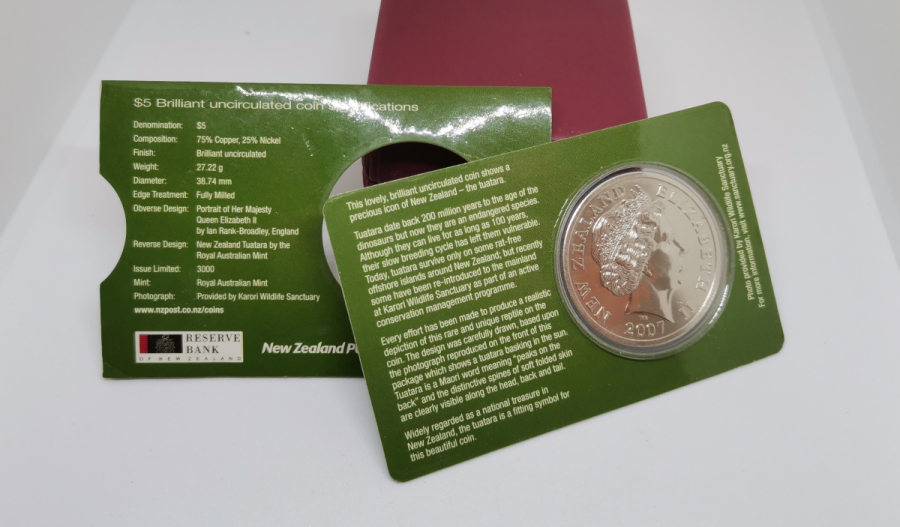 $5 Brilliant uncirculated coin specifications
Denomination: $5
Composition: 75% Copper, 25% Nickel
Finish: Brilliant uncirculated
Weight: 27.22 g
Diameter: 38.74 mm
Edge Treatment: Fully Milled
Obverse Design: Portrait of Her Majesty
Queen Elizabeth II
by Ian Rank-Broadley, England
Reverse Design: New Zealand Tuatara by the
Royal Australian Mint
Issue Limited: 3000
Mint: Royal Australian Mint
Photograph: Provided by Karori Wildlife Sanctuary
www.nzpost.co.nz/coins
RESERVE
BANK
OF NEW ZEALAND
New Zealand P
This lovely, brilliant uncirculated coin shows a
precious icon of New Zealand – the tuatara.
Tuatara date back 200 million years to the age of the
dinosaurs but now they are an endangered species.
Although they can live for as long as 100 years,
their slow breeding cycle has left them vulnerable.
Today, tuatara survive only on some rat-free
offshore islands around New Zealand; but recently
some have been re-introduced to the mainland
at Karori Wildlife Sanctuary as part of an active
conservation management programme.
Every effort has been made to produce a realistic
depiction of this rare and unique reptile on the
coin. The design was carefully drawn, based upon
the photograph reproduced on the front of this
package which shows a tuatara basking in the sun.
Tuatara is a Maori word meaning "peaks on the
back" and the distinctive spines of soft folded skin
are clearly visible along the head, back and tail.
Widely regarded as a national treasure in
New Zealand, the tuatara is a fitting symbol for
this beautiful coin.
NEW ZEALAND ELIZABETH II
2007
Photo provided by Karori Wildlife Sanctuary
For more information, visit www.sanctuary.org.nz